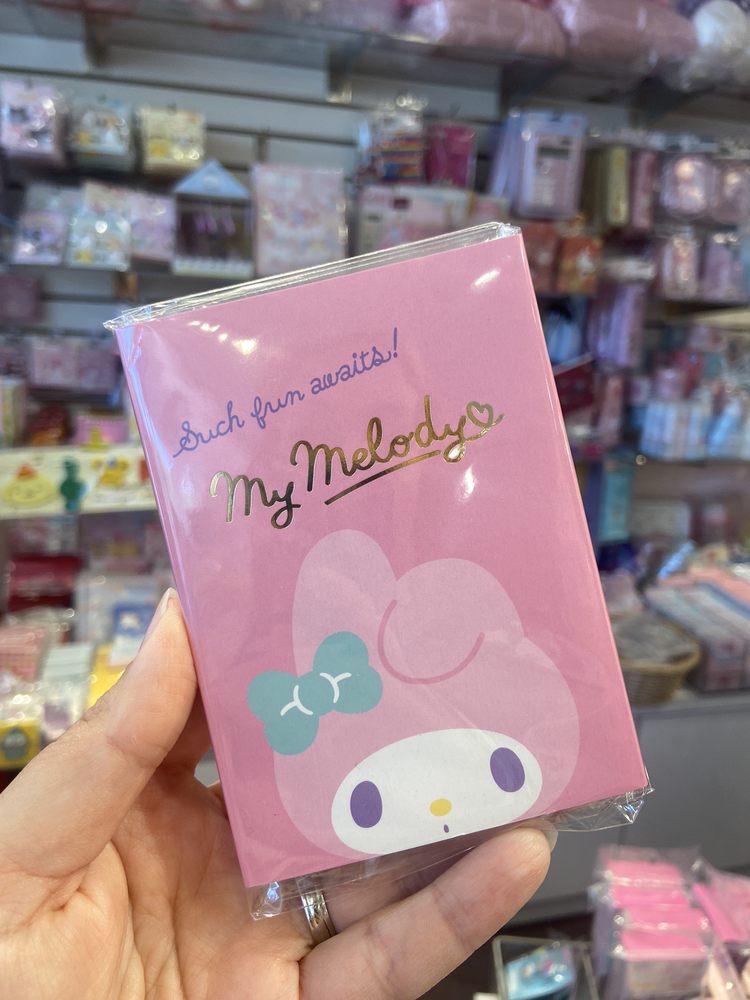 Such fun awaits!
My Melody♡